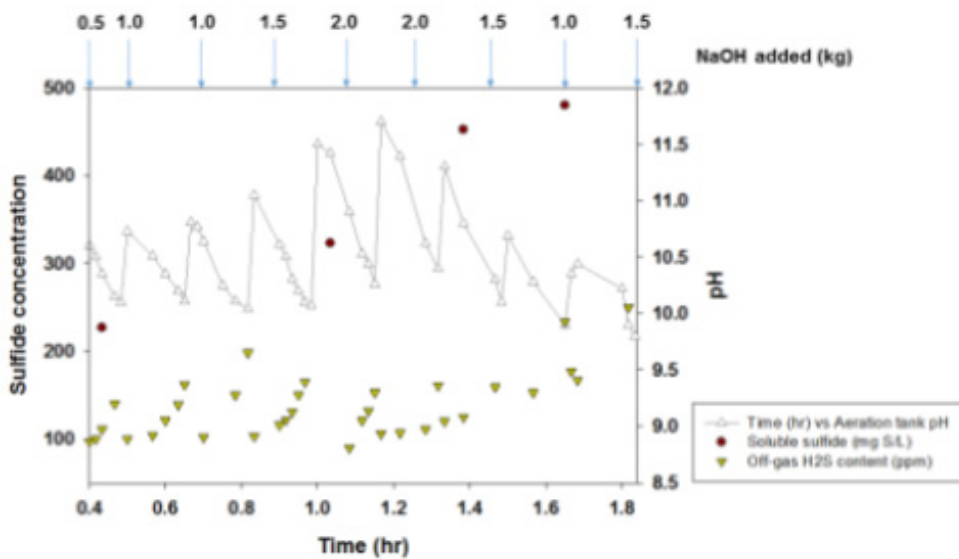 0.5 1.0 1.0 1.5 2.0 2.0 1.5 1.0 1.5
NaOH added (kg)
500
400
300
200
100
Sulfide concentration
12.0
11.5
11.0
10.5
10.0
9.5
9.0
8.5
pH
0.4 0.6 0.8 1.0 1.2 1.4 1.6 1.8
Time (hr)
Time (hr) vs Aeration tank pH
Soluble sulfide (mg S/L)
Off-gas H2S content (ppm)